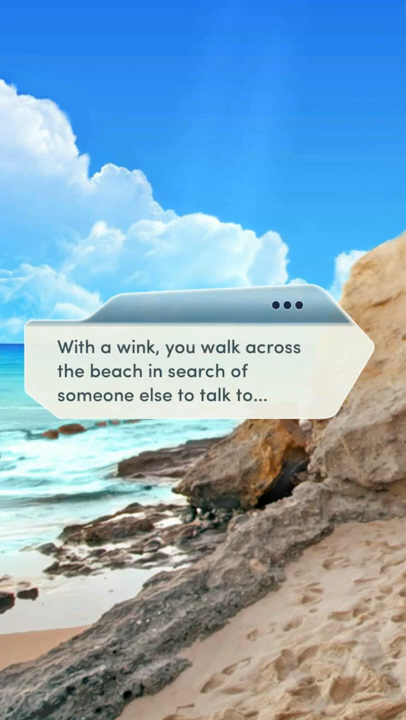 With a wink, you walk across
the beach in search of
someone else to talk to...